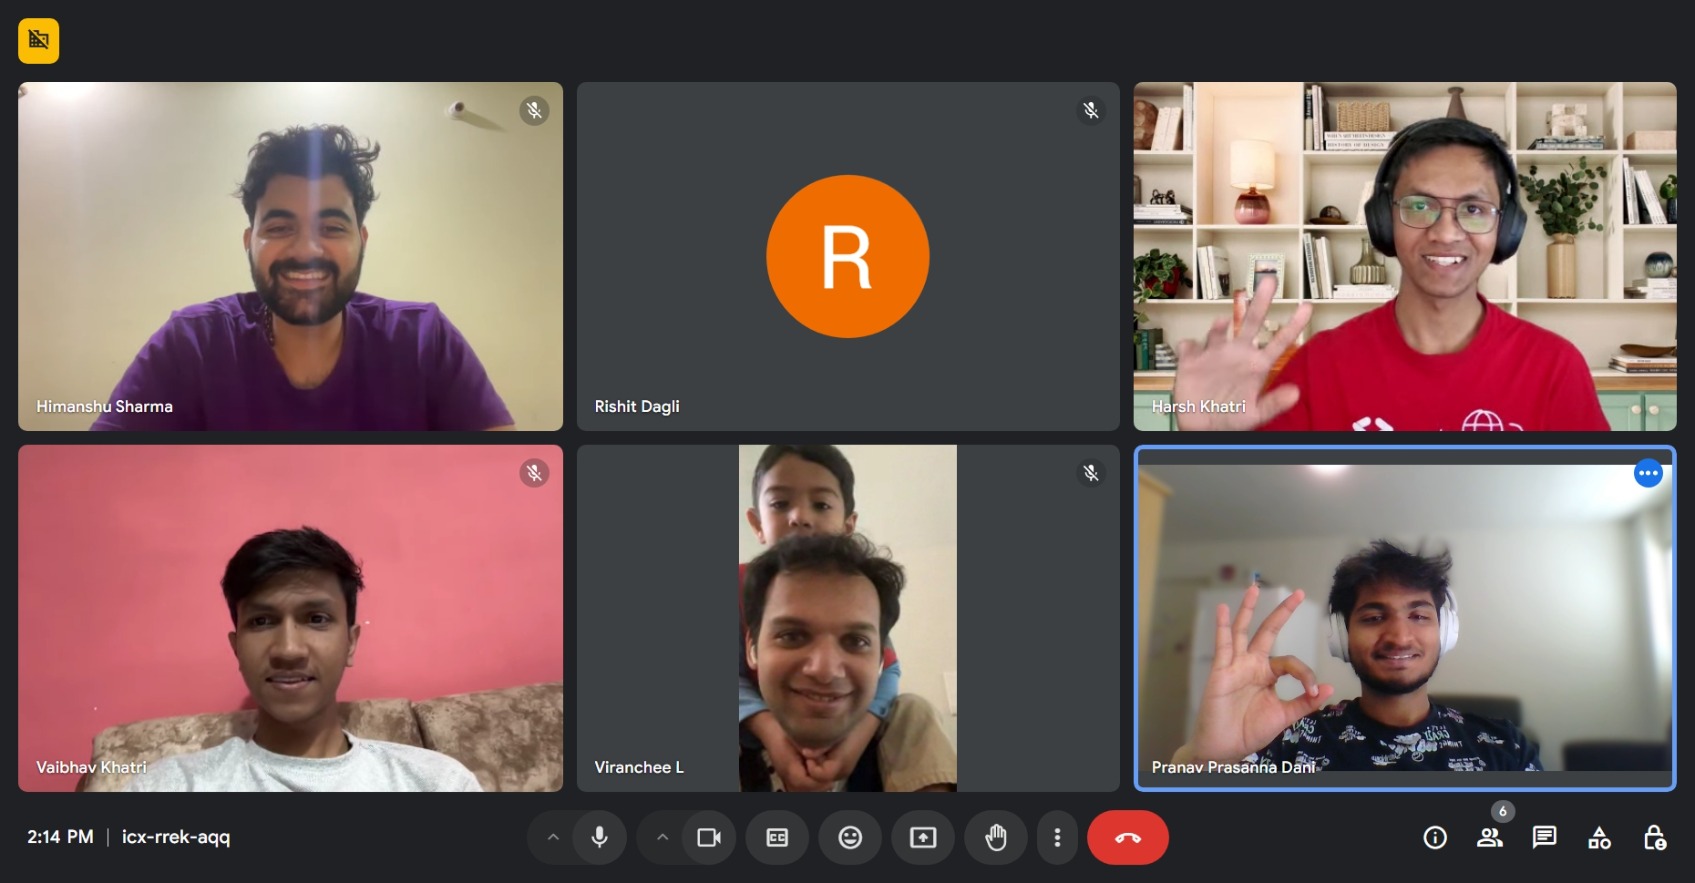 Himanshu Sharma
R
Rishit Dagli
Harsh Khatri
Vaibhav Khatri
Viranchee L
Pranav Prasanna Dani
2:14 PM | icx-rrek-aqq
CC
6